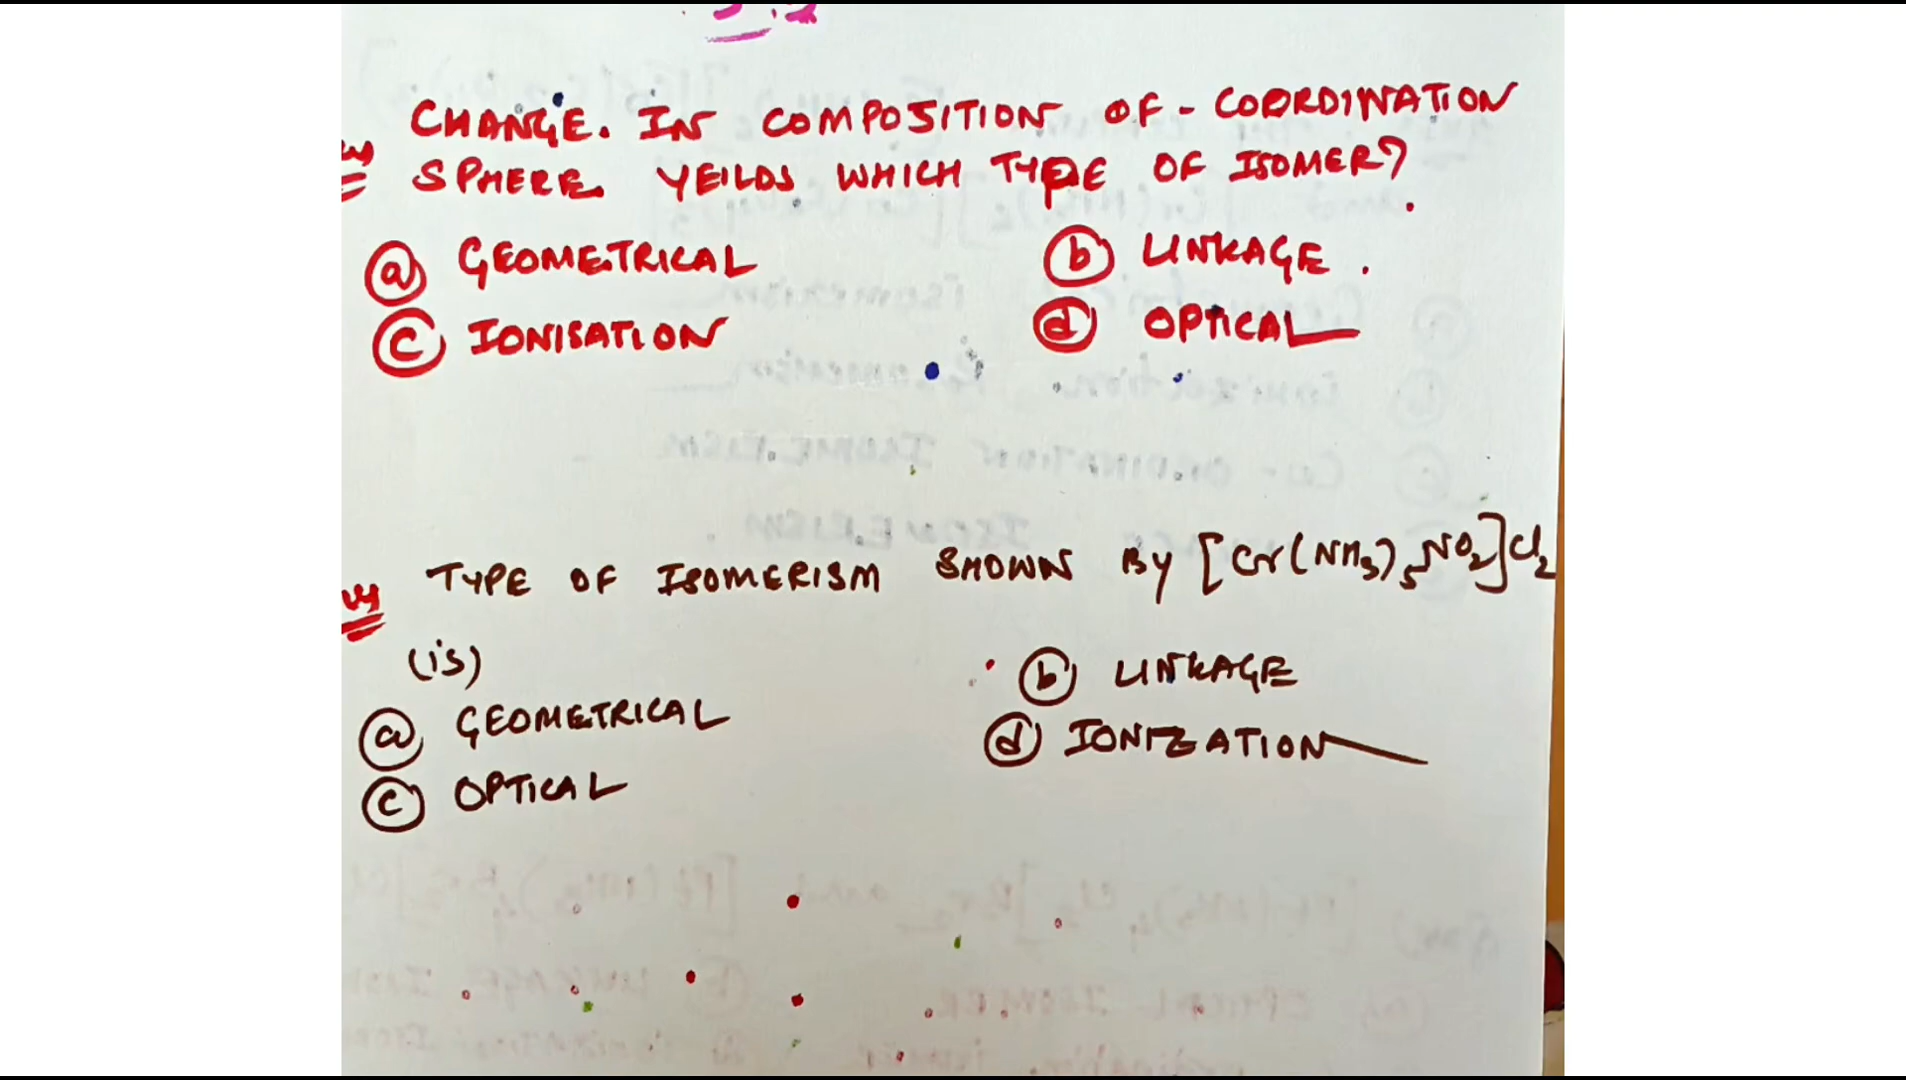 CHANGE. IN COMPOSITION OF - COORDINATION
SPHERE YEILDS WHICH TYPE OF ISOMER?
(a) GEOMETRICAL (b) LINKAGE.
(c) IONISATION (d) OPTICAL
TYPE OF ISOMERISM SHOWN BY [Cr(NH3)5NO2]Cl2
(is)
(a) GEOMETRICAL (b) LINKAGE
(c) OPTICAL (d) IONIZATION